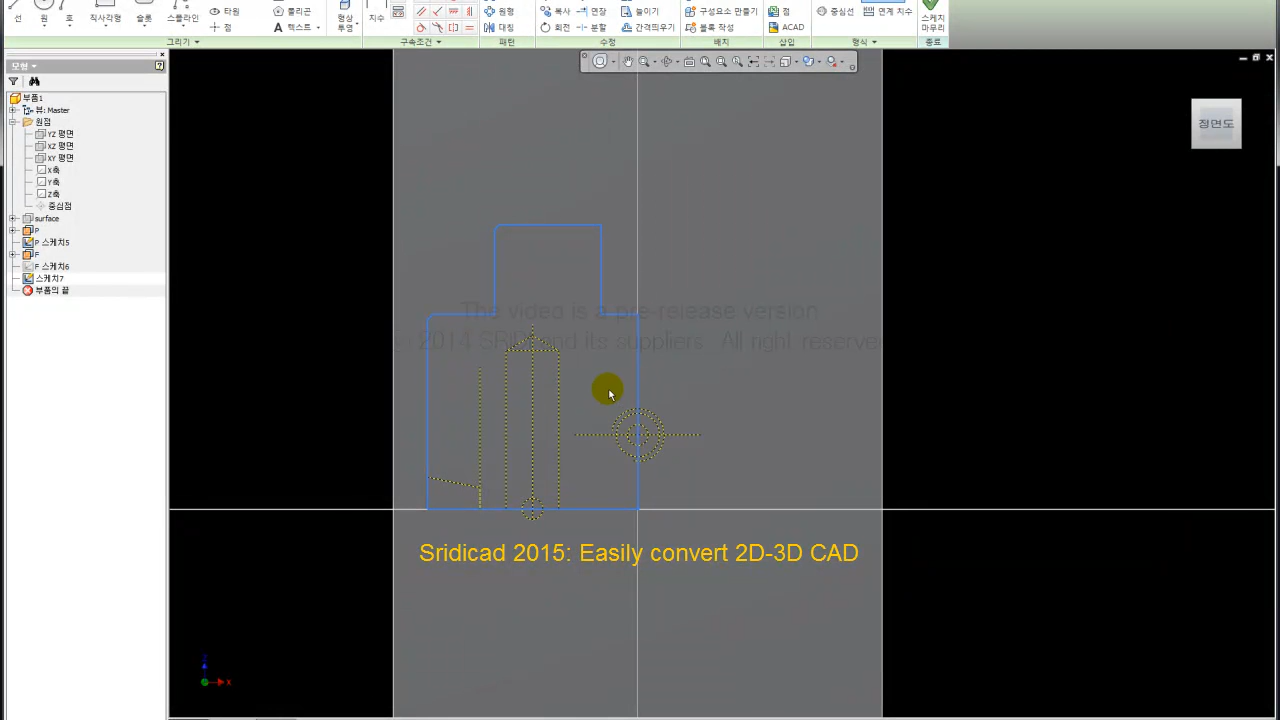 선
원
호
직사각형
슬롯
스플라인
타원
점
폴리곤
텍스트
그리기
형상
투영
지수
구속조건
원형
대칭
패턴
복사
연장
늘이기
회전
분할
간격띄우기
수정
구성요소 만들기
블록 작성
배치
점
ACAD
삽입
중심선
연계 치수
형식
스케치
마무리
종료
모형
부품1
뷰: Master
원점
YZ 평면
XZ 평면
XY 평면
X축
Y축
Z축
중심점
surface
P
P 스케치5
F
F 스케치6
스케치7
부품의 끝
정면도
The video is a pre-release version
2014 SRIDI and its suppliers. All right reserve
Sridicad 2015: Easily convert 2D-3D CAD
z
x